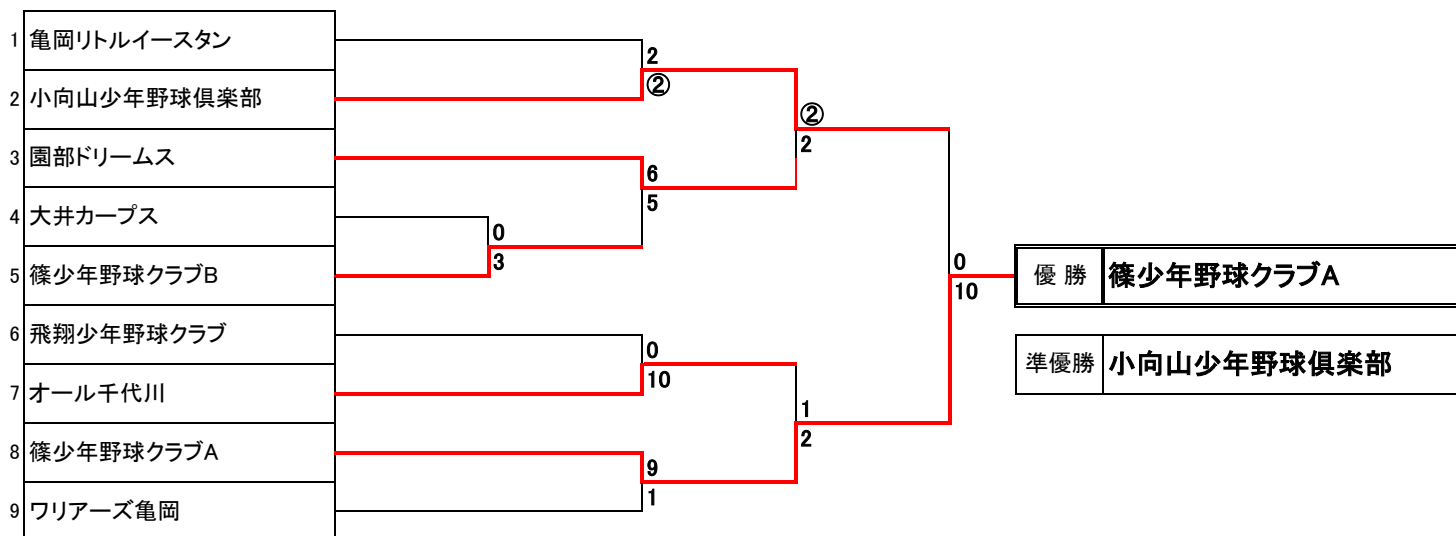 1 亀岡リトルイースタン
2 小向山少年野球倶楽部
3 園部ドリームス
4 大井カープス
5 篠少年野球クラブB
6 飛翔少年野球クラブ
7 オール千代川
8 篠少年野球クラブA
9 ワリアーズ亀岡
2
②
6
5
0
3
0
10
9
1
②
2
1
2
0
10
優 勝 篠少年野球クラブA
準優勝 小向山少年野球倶楽部